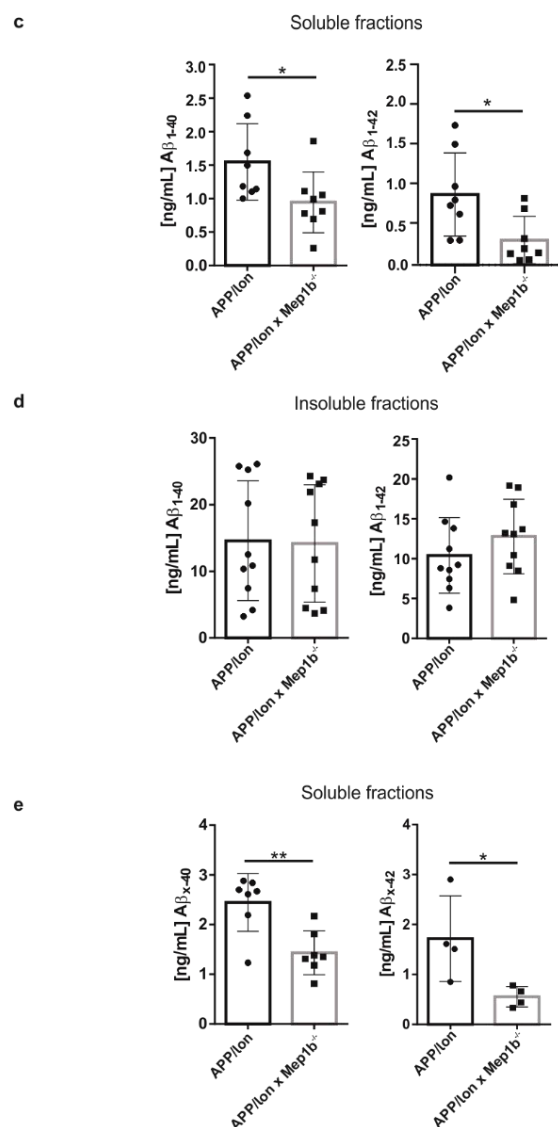 c
Soluble fractions
[ng/mL] Aβ1-40
3.0
2.5
2.0
1.5
1.0
0.5
0.0
*
APP/lon
APP/lon x Mep1b-/-
[ng/mL] Aβ1-42
2.5
2.0
1.5
1.0
0.5
0.0
*
APP/lon
APP/lon x Mep1b-/-
d
Insoluble fractions
[ng/mL] Aβ1-40
30
20
10
0
APP/lon
APP/lon x Mep1b-/-
[ng/mL] Aβ1-42
25
20
15
10
5
0
APP/lon
APP/lon x Mep1b-/-
e
Soluble fractions
[ng/mL] Aβx-40
4
3
2
1
0
**
APP/lon
APP/lon x Mep1b-/-
[ng/mL] Aβx-42
4
3
2
1
0
*
APP/lon
APP/lon x Mep1b-/-